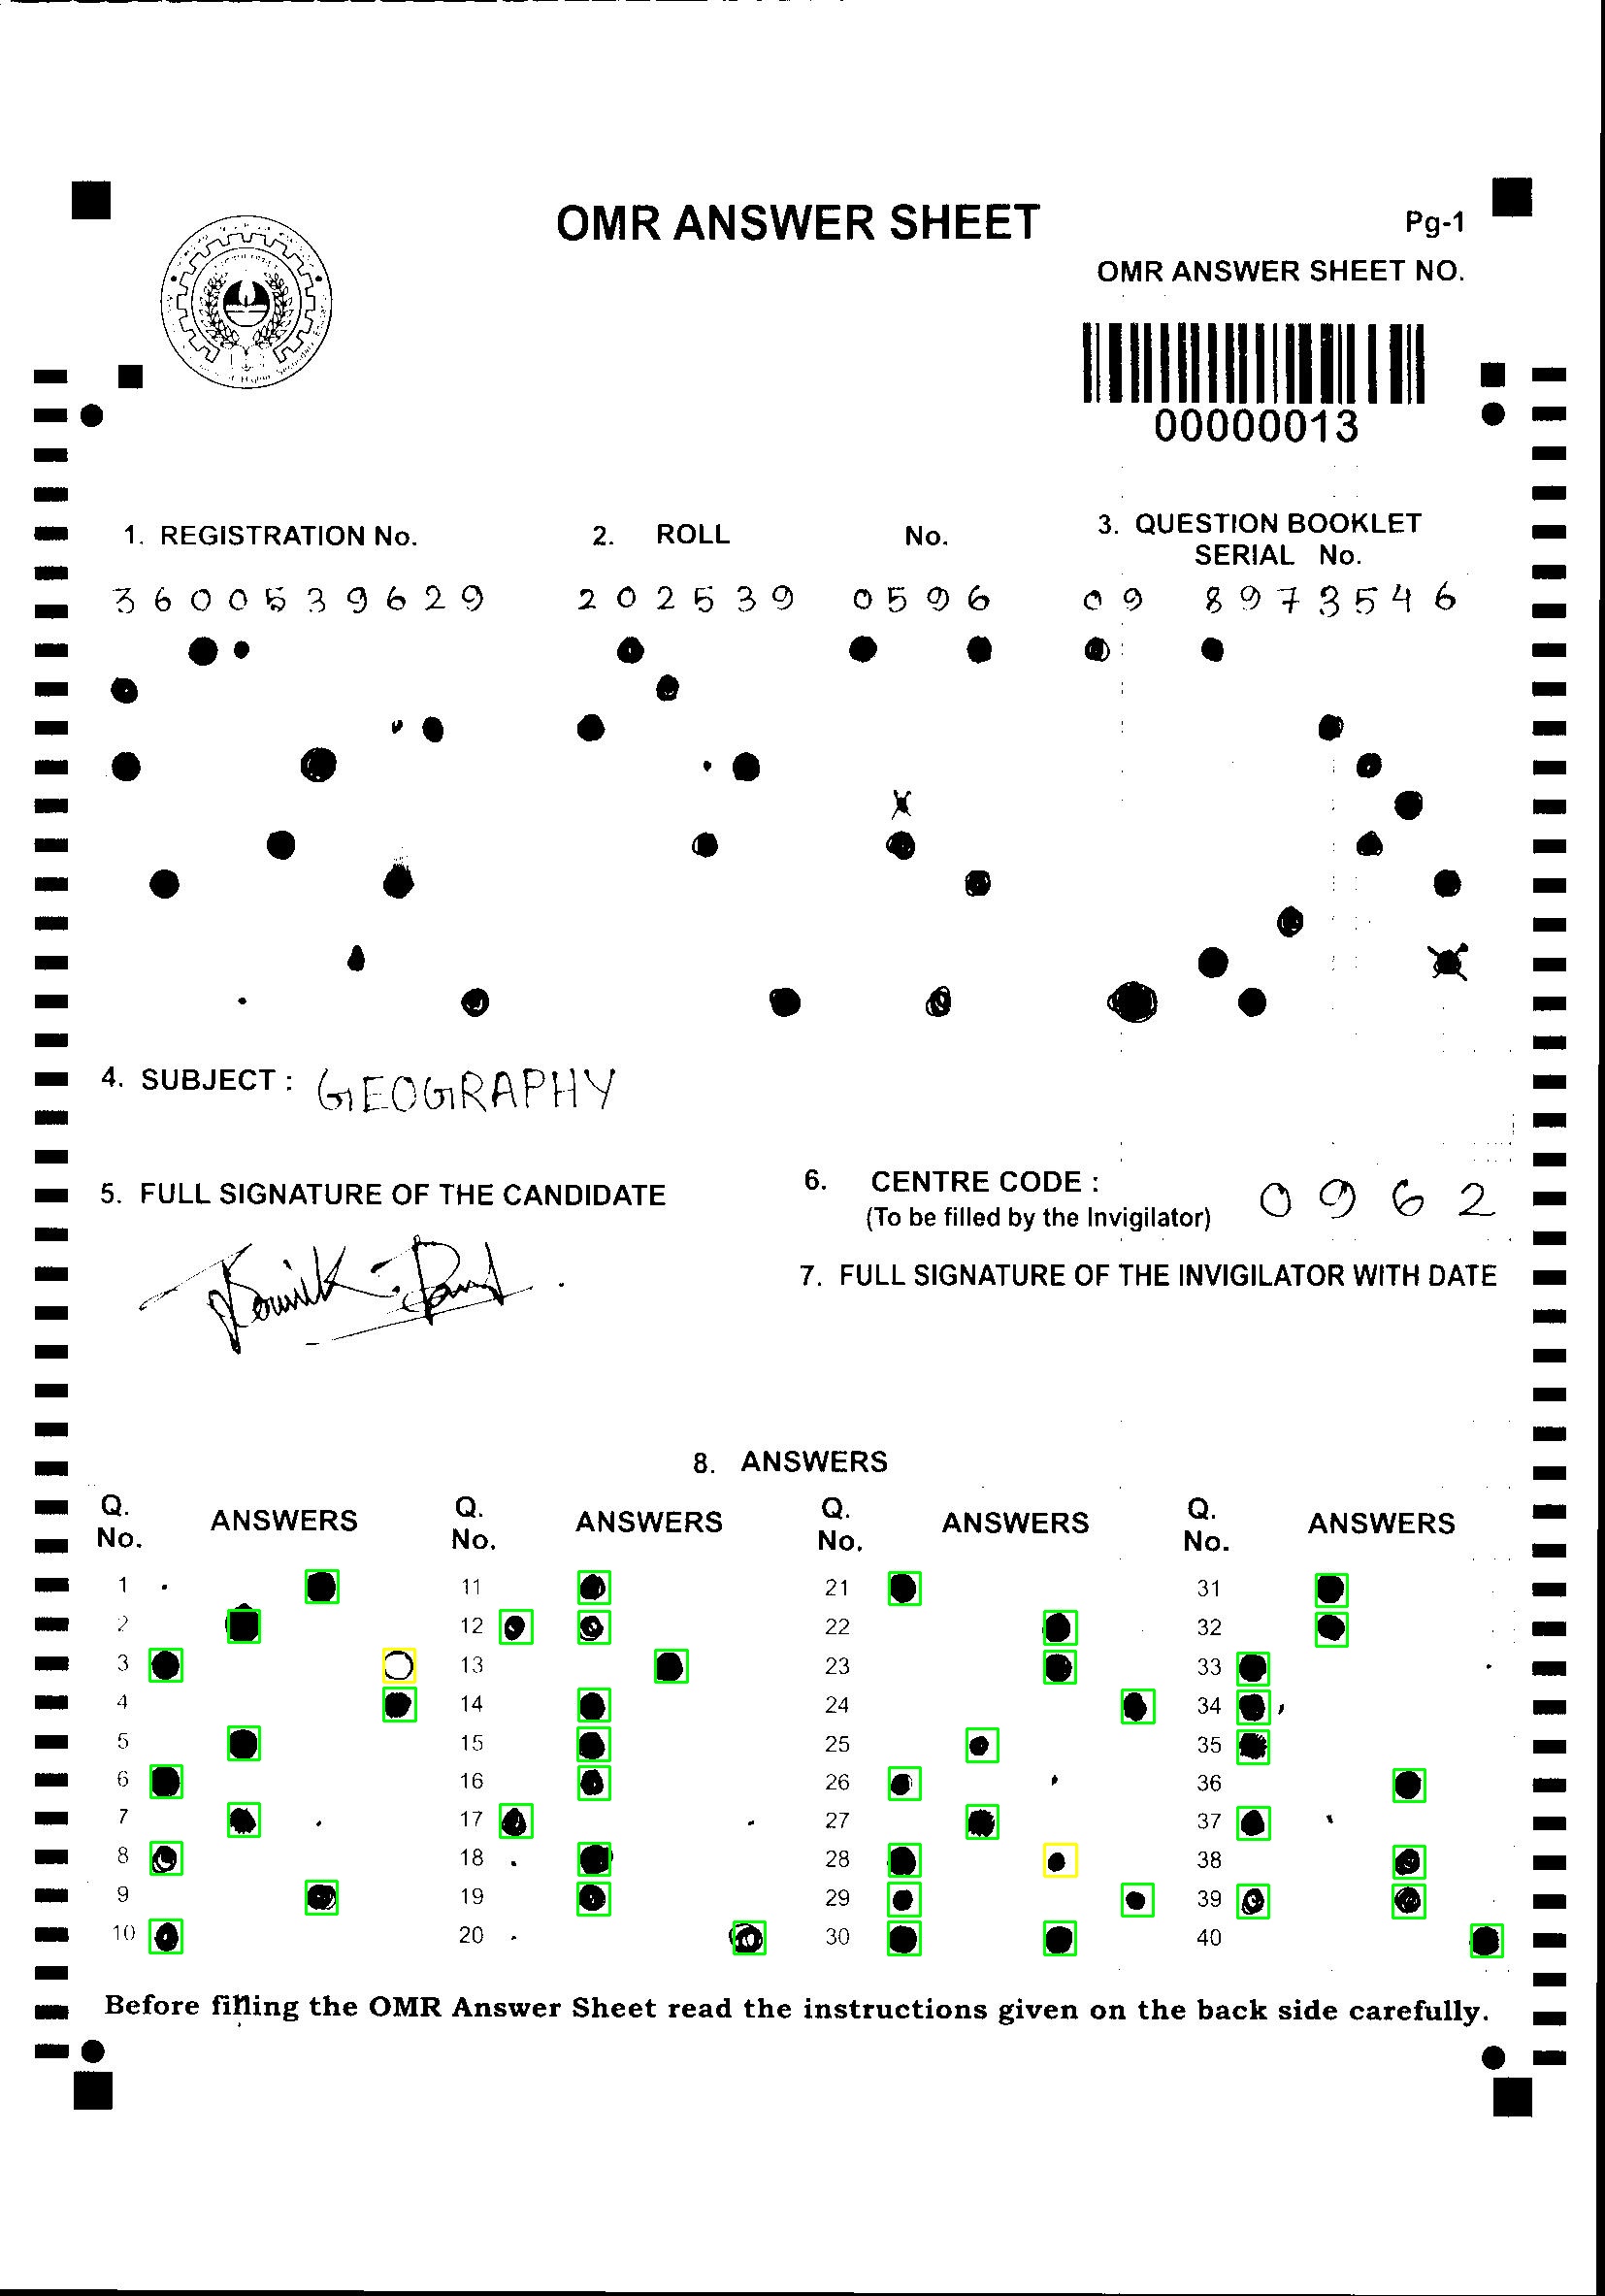 OMR ANSWER SHEET
Pg-1
OMR ANSWER SHEET NO.
00000013
1. REGISTRATION No.
2. ROLL No.
3. QUESTION BOOKLET
SERIAL No.
3600539629
202539 0596
09 8973546
4. SUBJECT : GEOGRAPHY
5. FULL SIGNATURE OF THE CANDIDATE
6. CENTRE CODE : 0962
(To be filled by the Invigilator)
7. FULL SIGNATURE OF THE INVIGILATOR WITH DATE
8. ANSWERS
Q. No. ANSWERS Q. No. ANSWERS Q. No. ANSWERS Q. No. ANSWERS
1 11 21 31
2 12 22 32
3 13 23 33
4 14 24 34
5 15 25 35
6 16 26 36
7 17 27 37
8 18 28 38
9 19 29 39
10 20 30 40
Before filling the OMR Answer Sheet read the instructions given on the back side carefully.